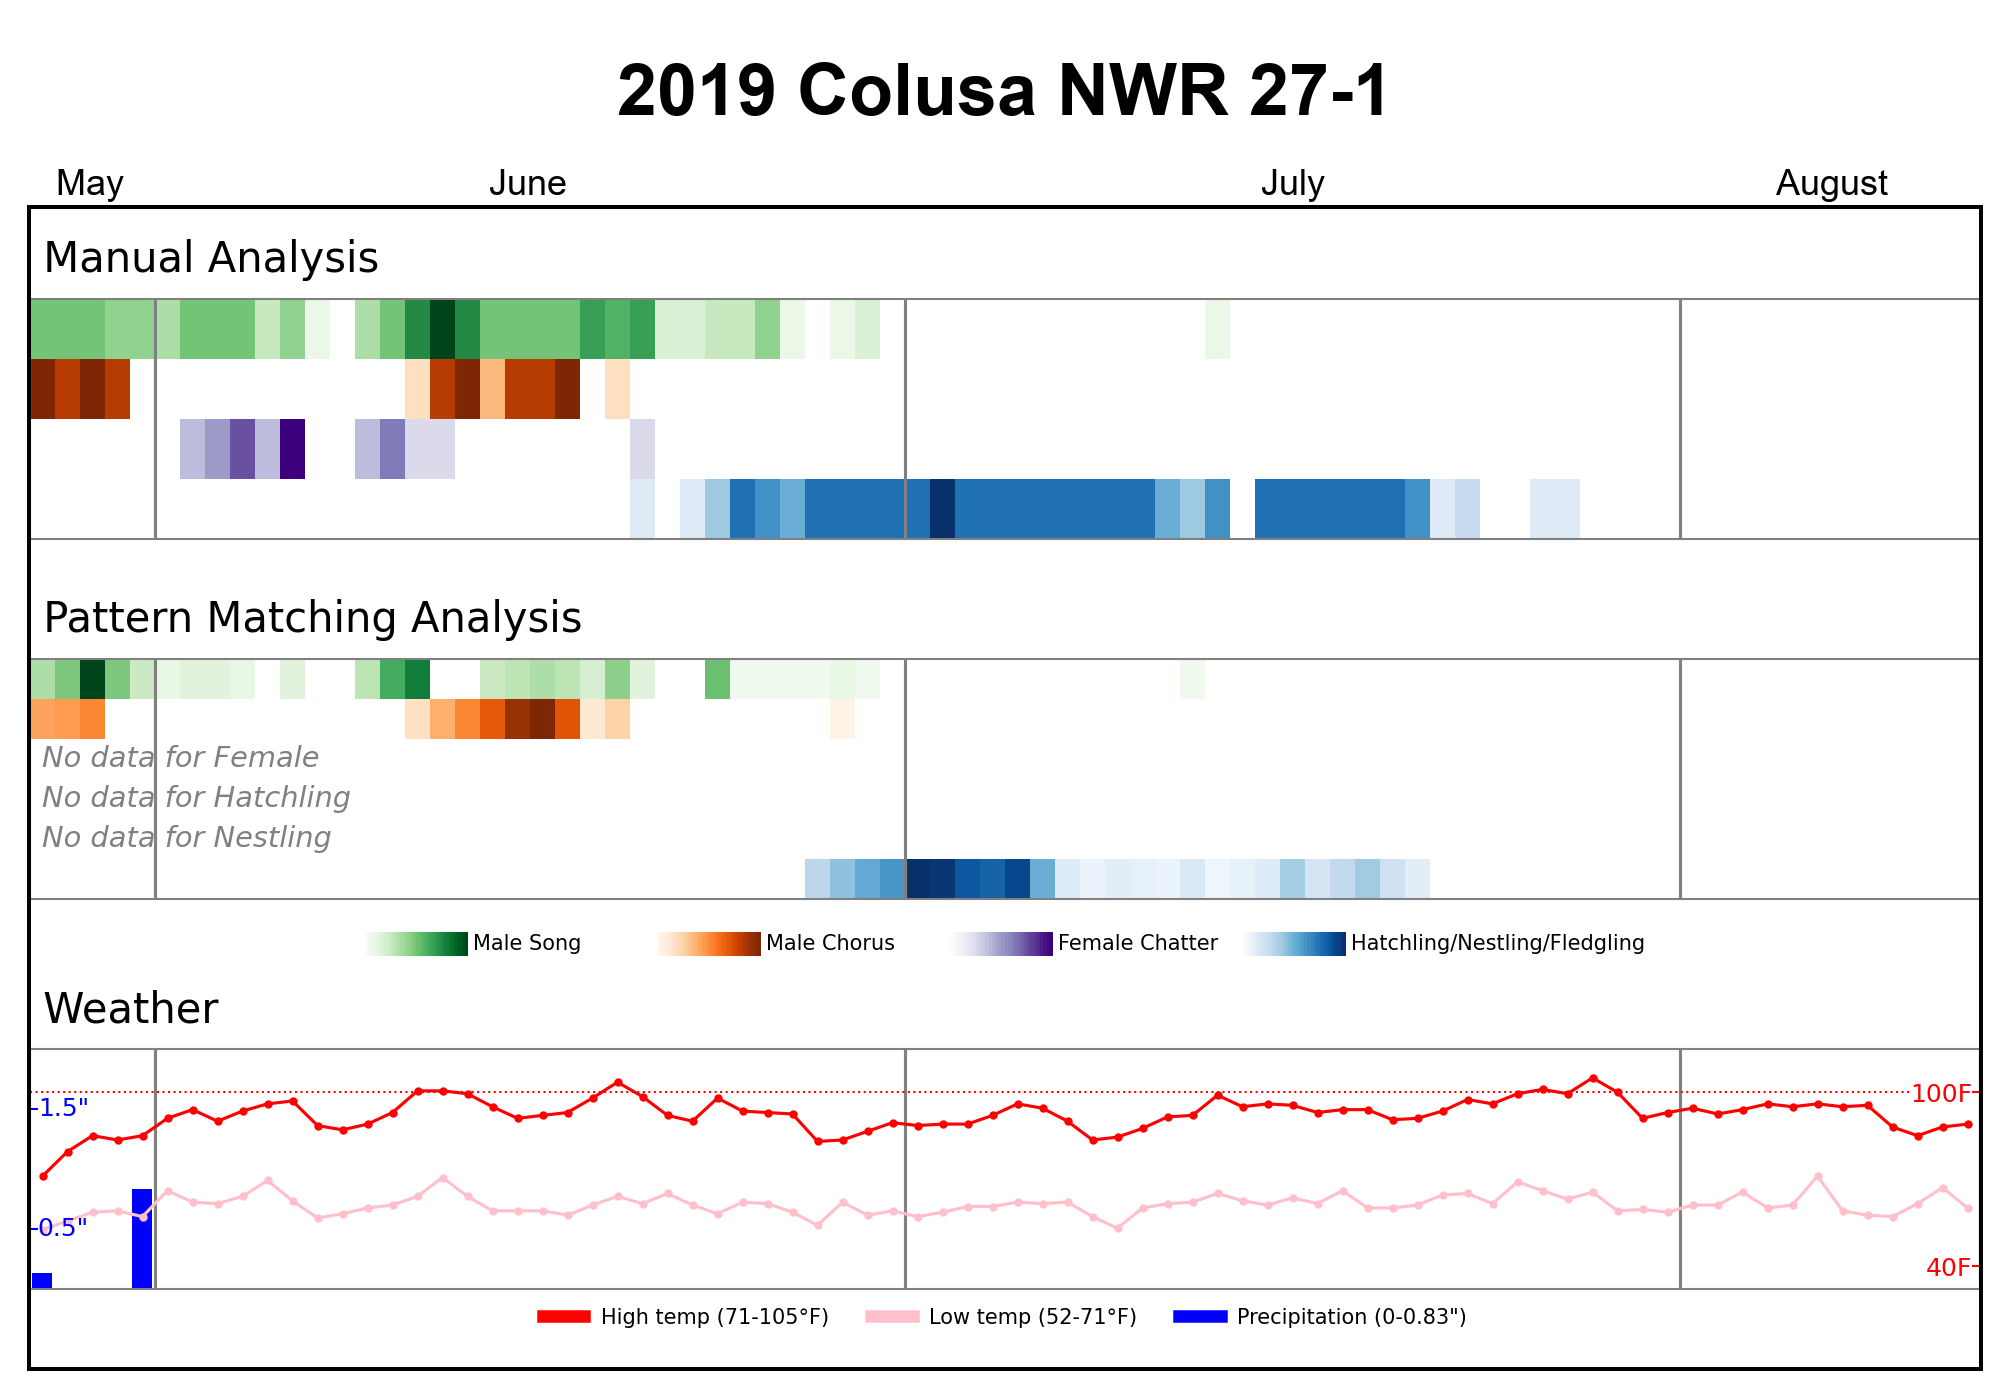 2019 Colusa NWR 27-1
May June July August
Manual Analysis
Pattern Matching Analysis
No data for Female
No data for Hatchling
No data for Nestling
Male Song Male Chorus Female Chatter Hatchling/Nestling/Fledgling
Weather
1.5" 100F
0.5" 40F
High temp (71-105°F) Low temp (52-71°F) Precipitation (0-0.83")